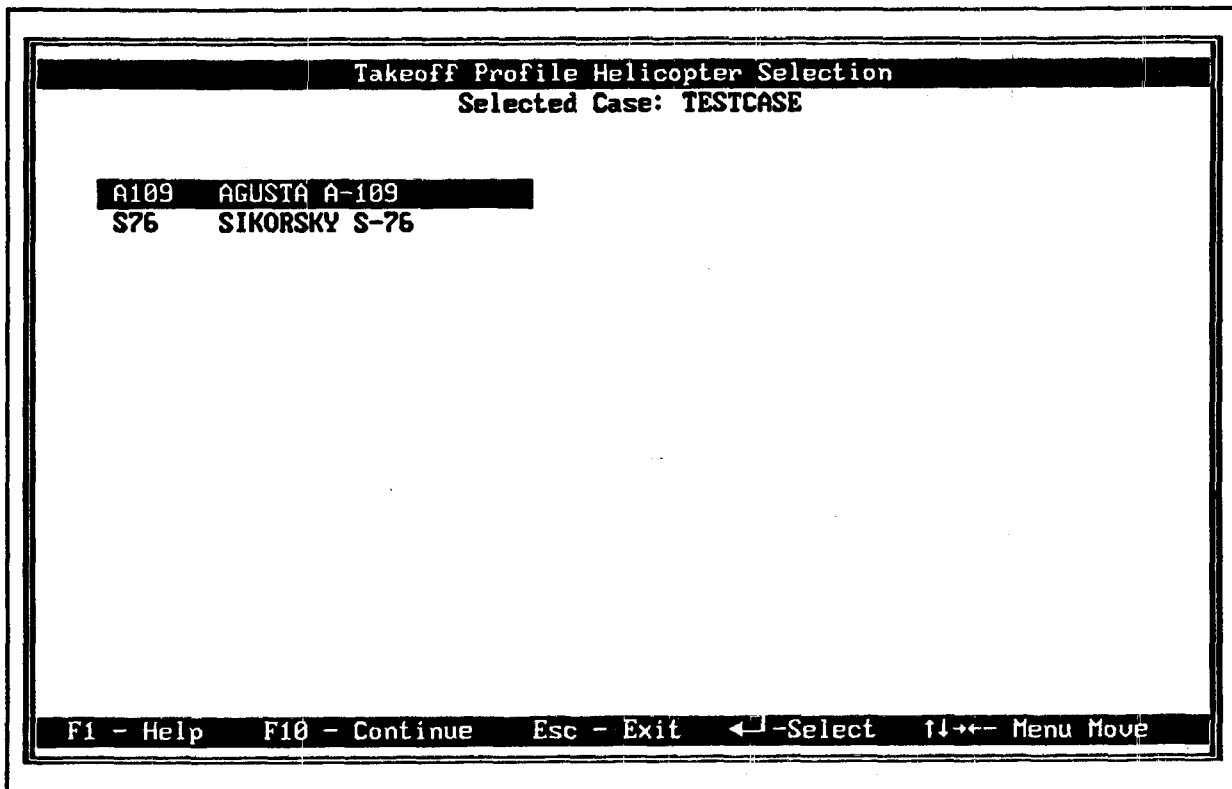 Takeoff Profile Helicopter Selection
Selected Case: TESTCASE
A109 AGUSTA A-109
S76 SIKORSKY S-76
F1 - Help F10 - Continue Esc - Exit ◄┘-Select ↑↓→←- Menu Move